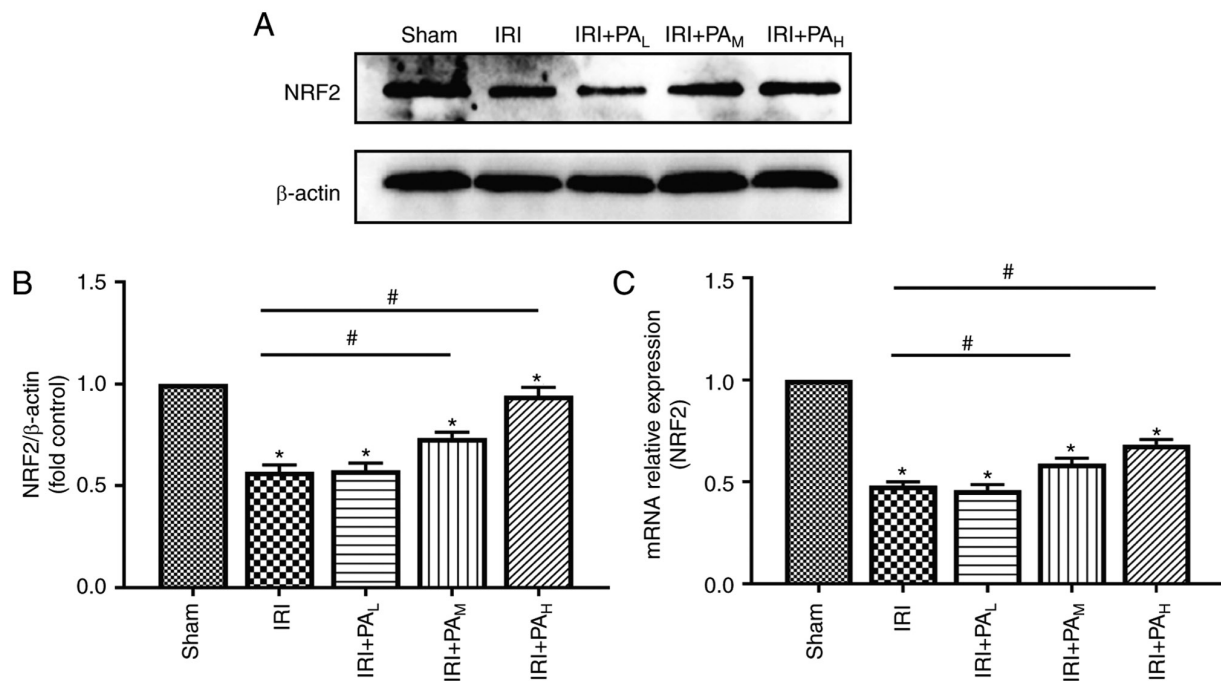 A
Sham IRI IRI+PA_L IRI+PA_M IRI+PA_H
NRF2
β-actin
B
NRF2/β-actin
(fold control)
1.5
1.0
0.5
0.0
#
#
*
*
*
*
Sham
IRI
IRI+PA_L
IRI+PA_M
IRI+PA_H
C
mRNA relative expression
(NRF2)
1.5
1.0
0.5
0.0
#
#
*
*
*
*
Sham
IRI
IRI+PA_L
IRI+PA_M
IRI+PA_H